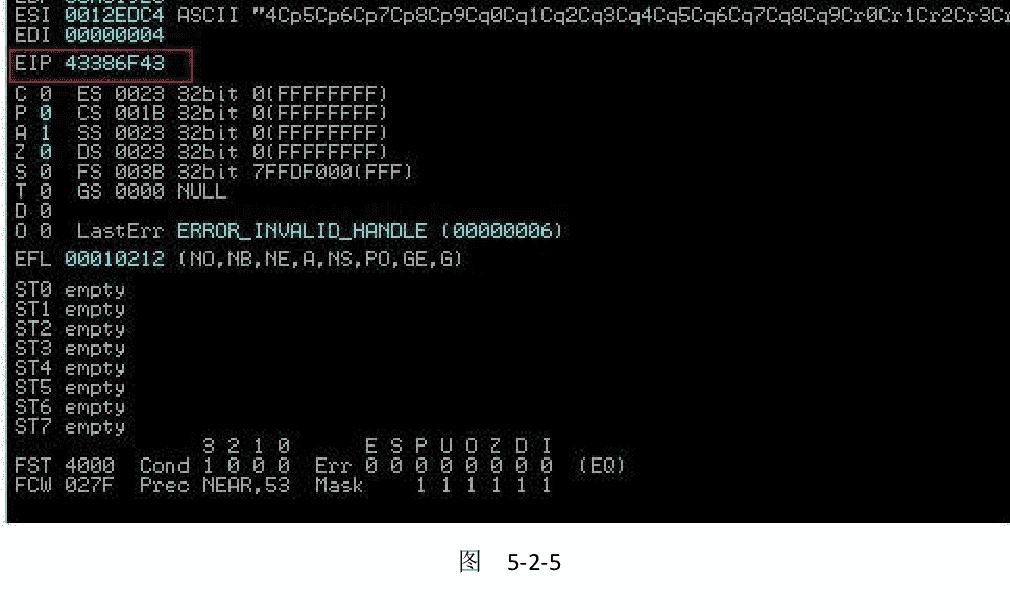 ESI 0012EDC4 ASCII "4Cp5Cp6Cp7Cp8Cp9Cq0Cq1Cq2Cq3Cq4Cq5Cq6Cq7Cq8Cq9Cr0Cr1Cr2Cr3Cr
EDI 00000004
EIP 43386F43
C 0 ES 0023 32bit 0(FFFFFFFF)
P 0 CS 001B 32bit 0(FFFFFFFF)
A 1 SS 0023 32bit 0(FFFFFFFF)
Z 0 DS 0023 32bit 0(FFFFFFFF)
S 0 FS 003B 32bit 7FFDF000(FFF)
T 0 GS 0000 NULL
D 0
O 0 LastErr ERROR_INVALID_HANDLE (00000006)
EFL 00010212 (NO,NB,NE,A,NS,PO,GE,G)
ST0 empty
ST1 empty
ST2 empty
ST3 empty
ST4 empty
ST5 empty
ST6 empty
ST7 empty
3 2 1 0 E S P U O Z D I
FST 4000 Cond 1 0 0 0 Err 0 0 0 0 0 0 0 0 (EQ)
FCW 027F Prec NEAR,53 Mask 1 1 1 1 1 1
图 5-2-5